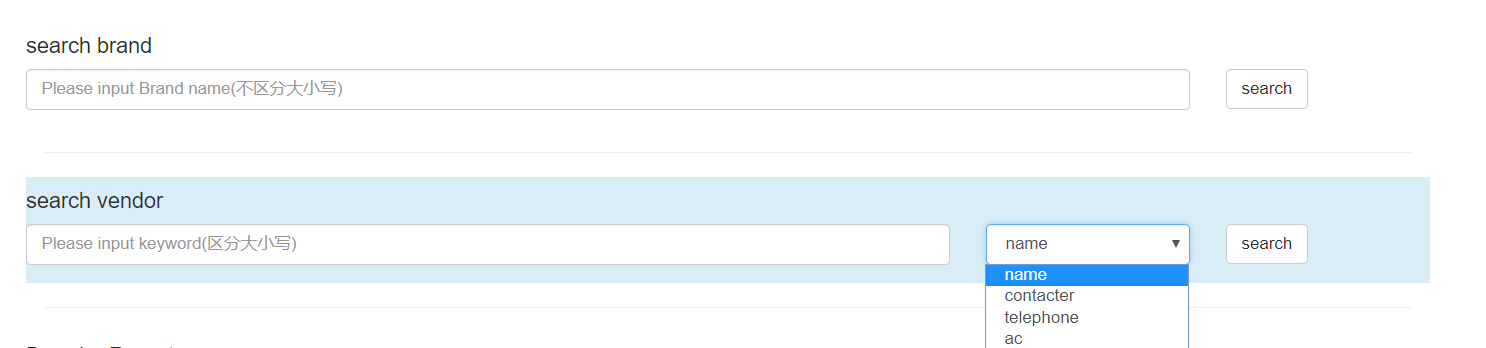 search brand
Please input Brand name(不区分大小写)
search
search vendor
Please input keyword(区分大小写)
name
search
name
contacter
telephone
ac